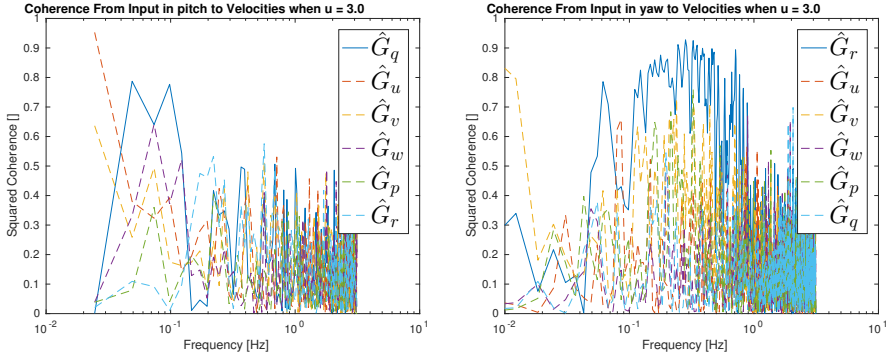 Coherence From Input in pitch to Velocities when u = 3.0
1
0.9
0.8
0.7
0.6
0.5
0.4
0.3
0.2
0.1
0
Squared Coherence []
10^-2
10^-1
10^0
10^1
Frequency [Hz]
Ĝ_q
Ĝ_u
Ĝ_v
Ĝ_w
Ĝ_p
Ĝ_r
Coherence From Input in yaw to Velocities when u = 3.0
1
0.9
0.8
0.7
0.6
0.5
0.4
0.3
0.2
0.1
0
Squared Coherence []
10^-2
10^-1
10^0
10^1
Frequency [Hz]
Ĝ_r
Ĝ_u
Ĝ_v
Ĝ_w
Ĝ_p
Ĝ_q